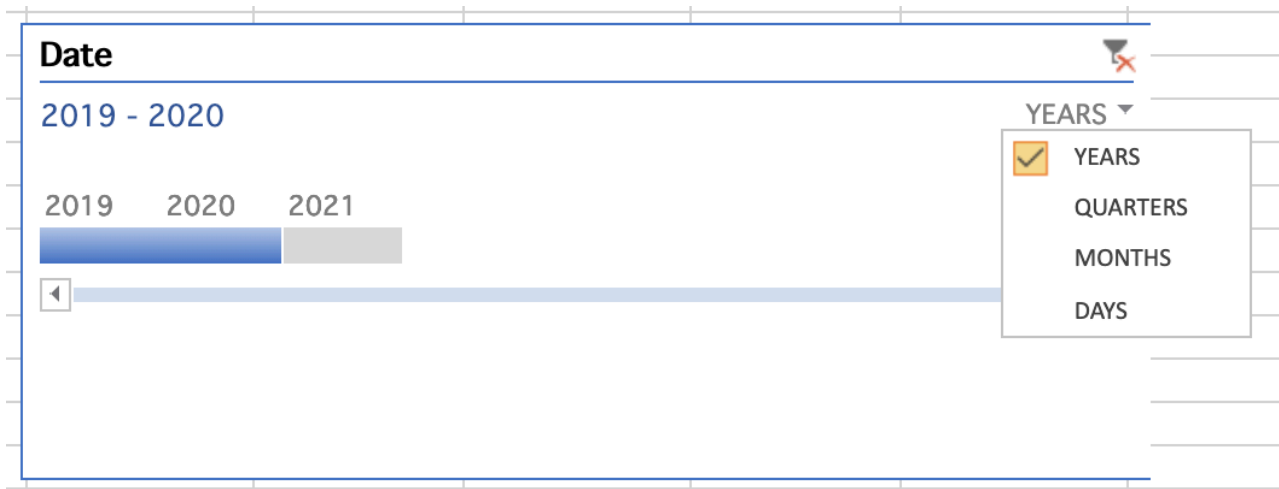 Date
2019 - 2020
YEARS
YEARS
QUARTERS
MONTHS
DAYS
2019 2020 2021